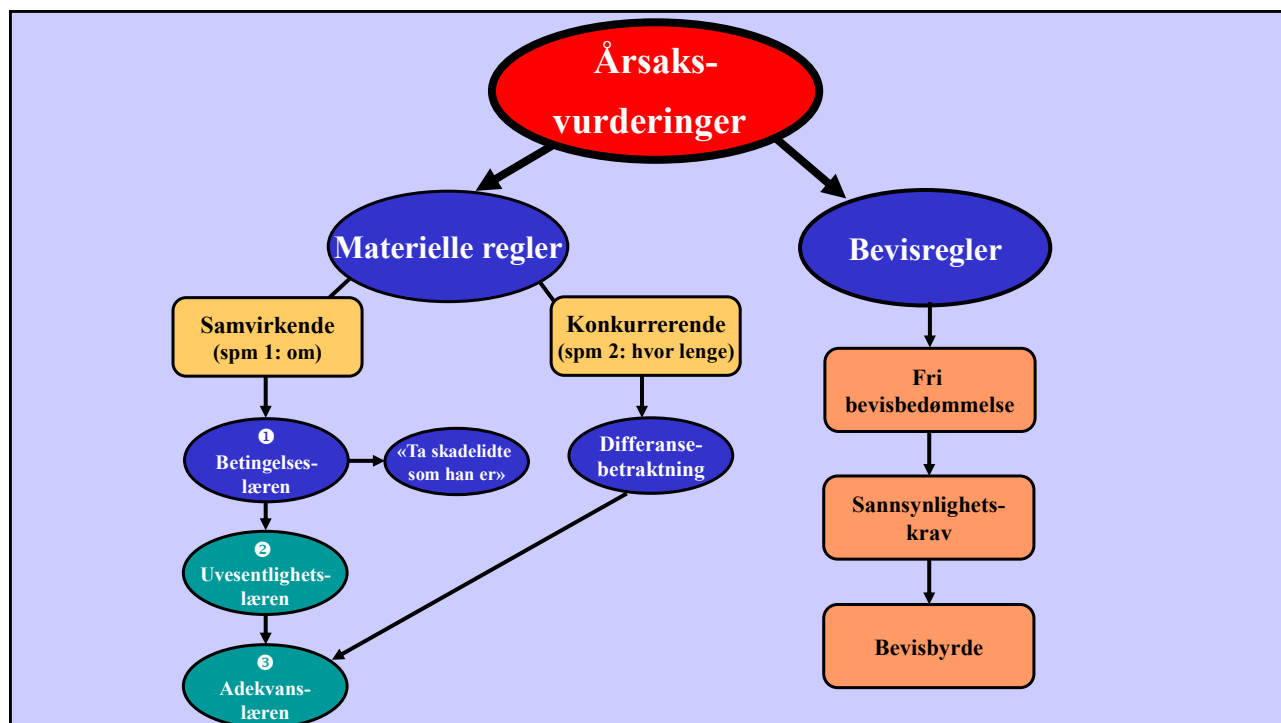 Årsaks-
vurderinger
Materielle regler
Bevisregler
Samvirkende
(spm 1: om)
Konkurrerende
(spm 2: hvor lenge)
Fri
bevisbedømmelse
❶
Betingelses-
læren
«Ta skadelidte
som han er»
Differanse-
betraktning
Sannsynlighets-
krav
❷
Uvesentlighets-
læren
Bevisbyrde
❸
Adekvans-
læren